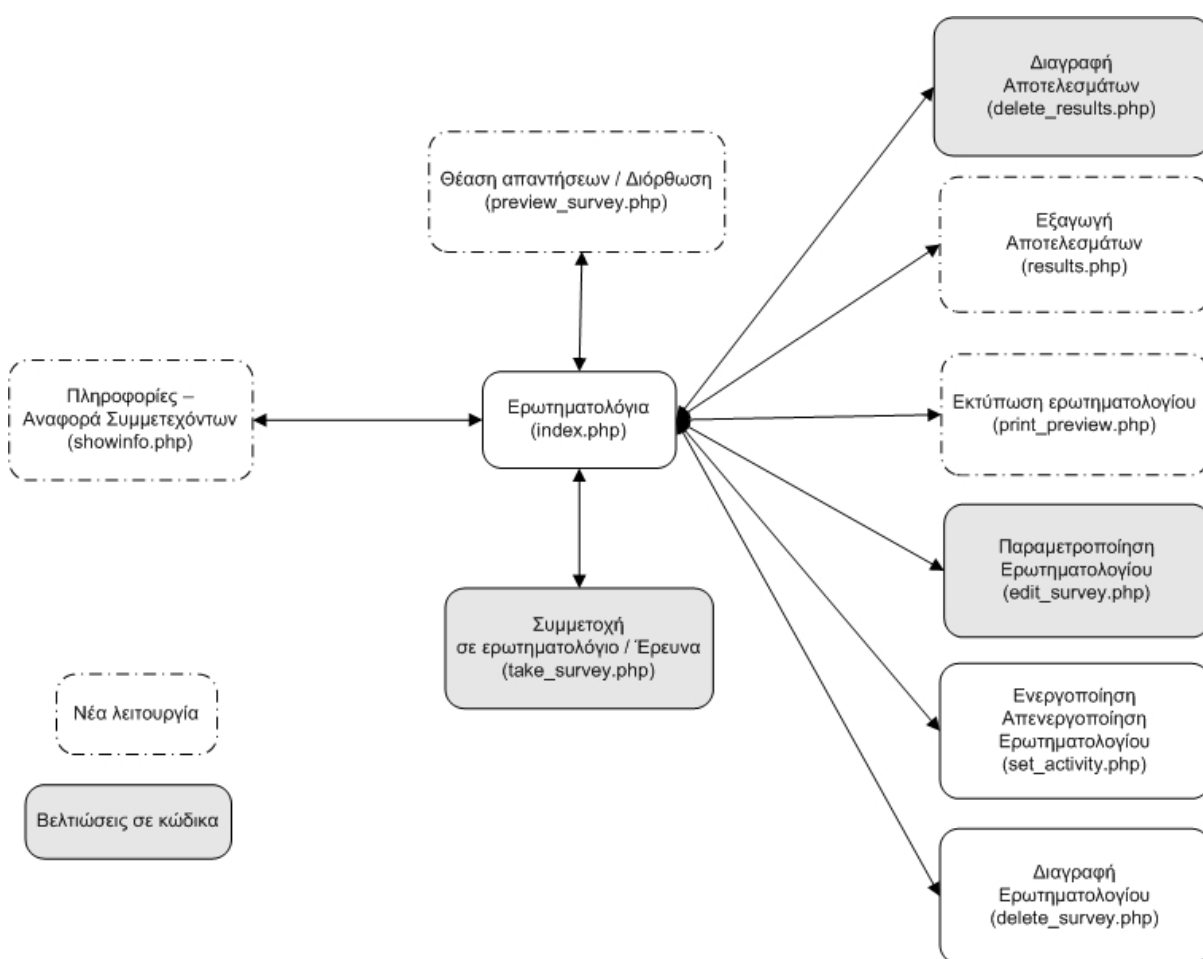 Διαγραφή
Αποτελεσμάτων
(delete_results.php)
Θέαση απαντήσεων / Διόρθωση
(preview_survey.php)
Εξαγωγή
Αποτελεσμάτων
(results.php)
Πληροφορίες –
Αναφορά Συμμετεχόντων
(showinfo.php)
Ερωτηματολόγια
(index.php)
Εκτύπωση ερωτηματολογίου
(print_preview.php)
Παραμετροποίηση
Ερωτηματολογίου
(edit_survey.php)
Συμμετοχή
σε ερωτηματολόγιο / Έρευνα
(take_survey.php)
Ενεργοποίηση
Απενεργοποίηση
Ερωτηματολογίου
(set_activity.php)
Νέα λειτουργία
Βελτιώσεις σε κώδικα
Διαγραφή
Ερωτηματολογίου
(delete_survey.php)